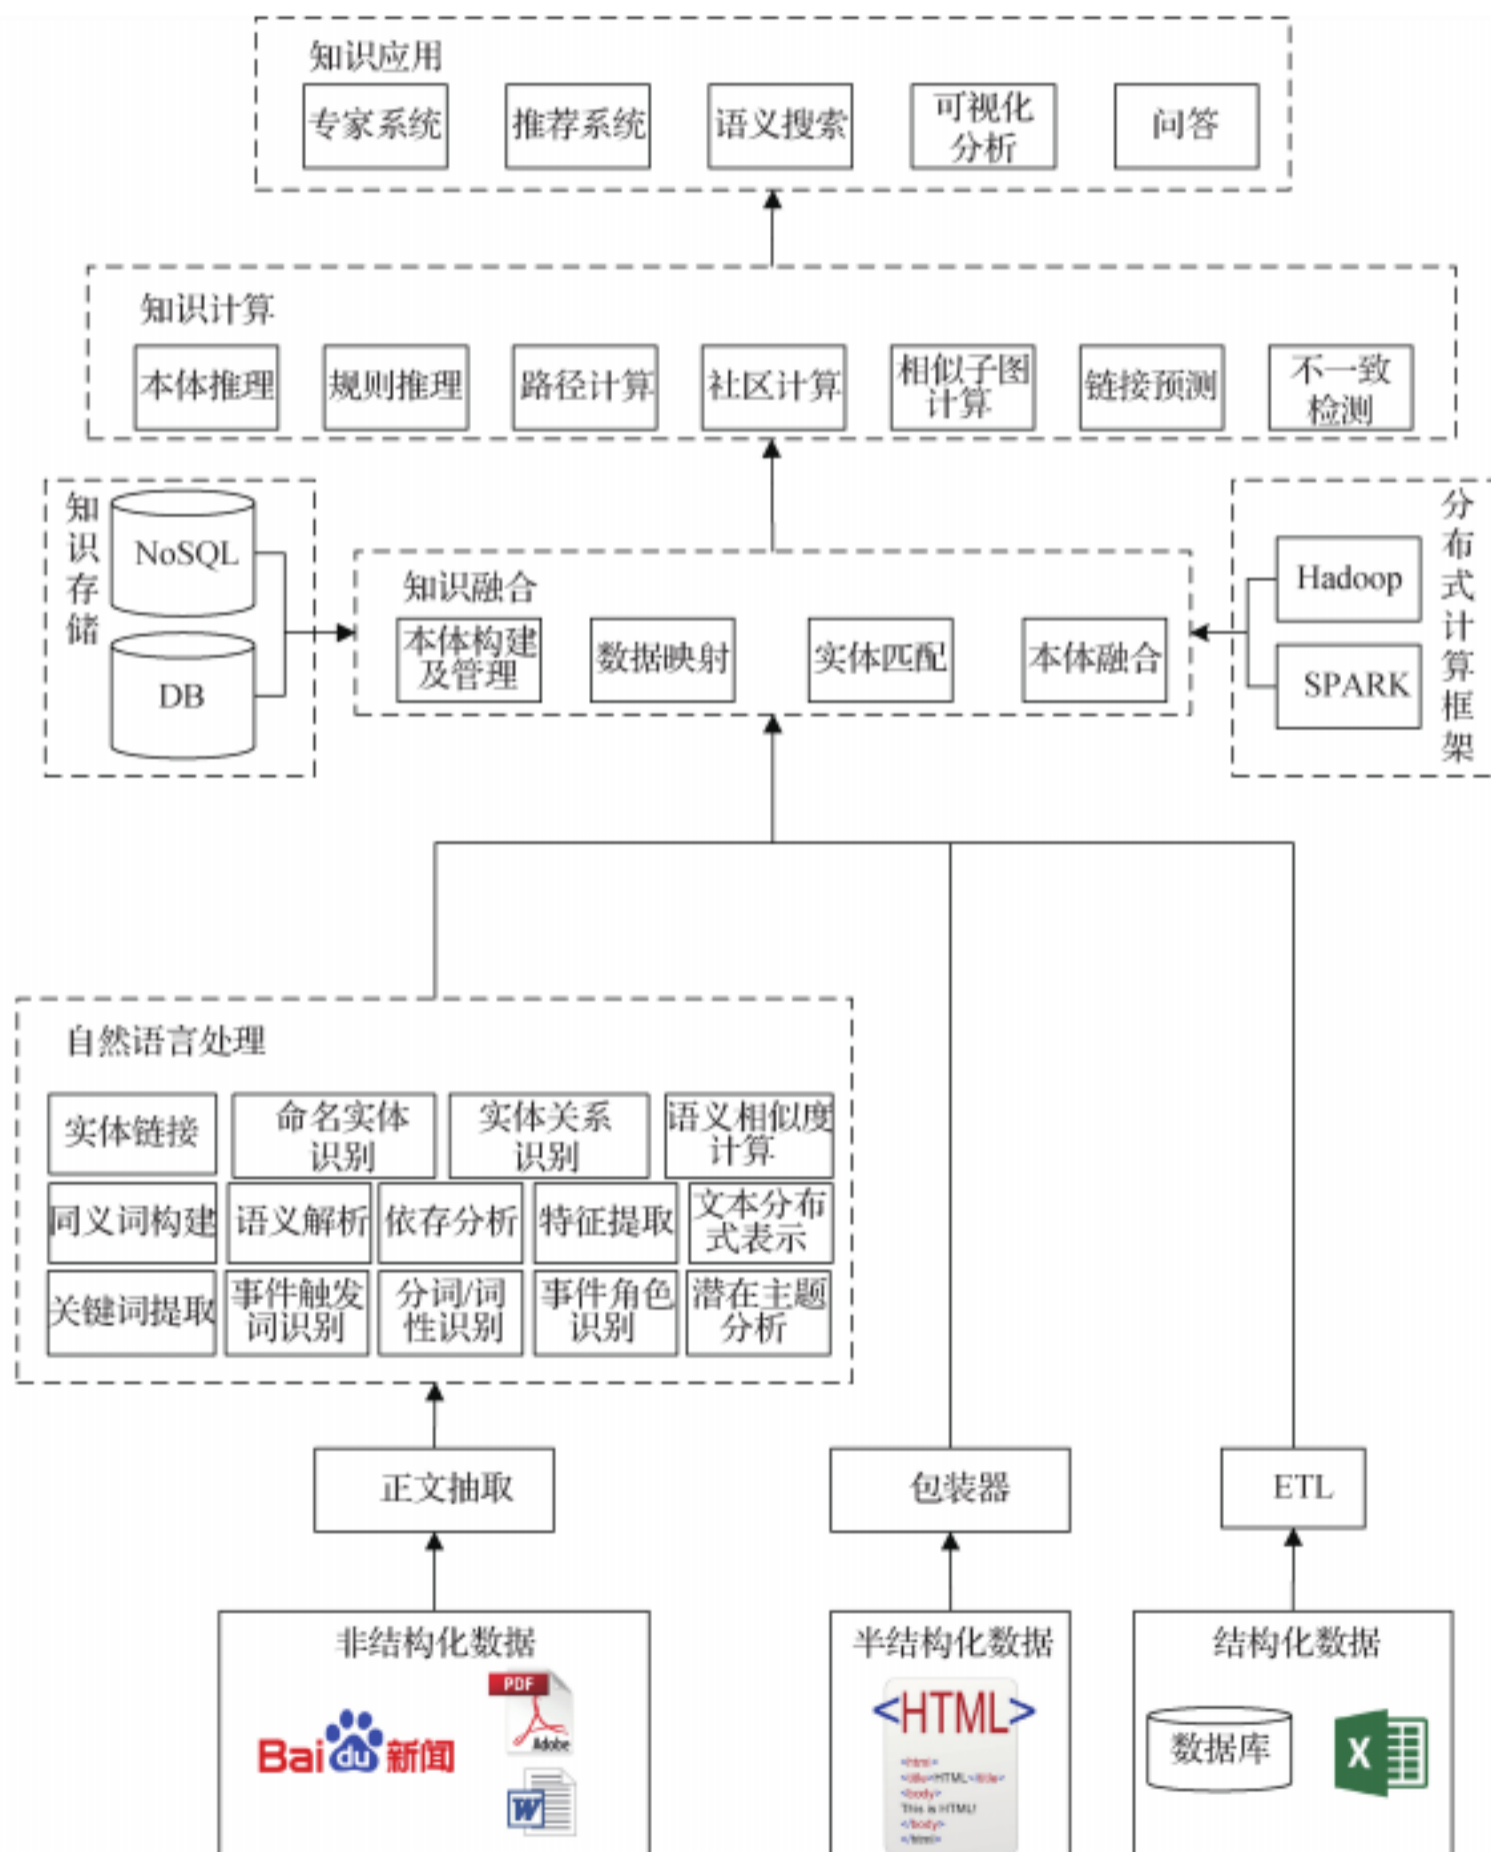 知识应用
专家系统
推荐系统
语义搜索
可视化
分析
问答
知识计算
本体推理
规则推理
路径计算
社区计算
相似子图
计算
链接预测
不一致
检测
知识存储
NoSQL
DB
知识融合
本体构建
及管理
数据映射
实体匹配
本体融合
分布式计算框架
Hadoop
SPARK
自然语言处理
实体链接
命名实体
识别
实体关系
识别
语义相似度
计算
同义词构建
语义解析
依存分析
特征提取
文本分布
式表示
关键词提取
事件触发
词识别
分词/词
性识别
事件角色
识别
潜在主题
分析
正文抽取
包装器
ETL
非结构化数据
Bai du 新闻
PDF
Adobe
W
半结构化数据
<HTML>
<html>
<title>HTML</title>
<body>
This is HTML!
</body>
</html>
结构化数据
数据库
X